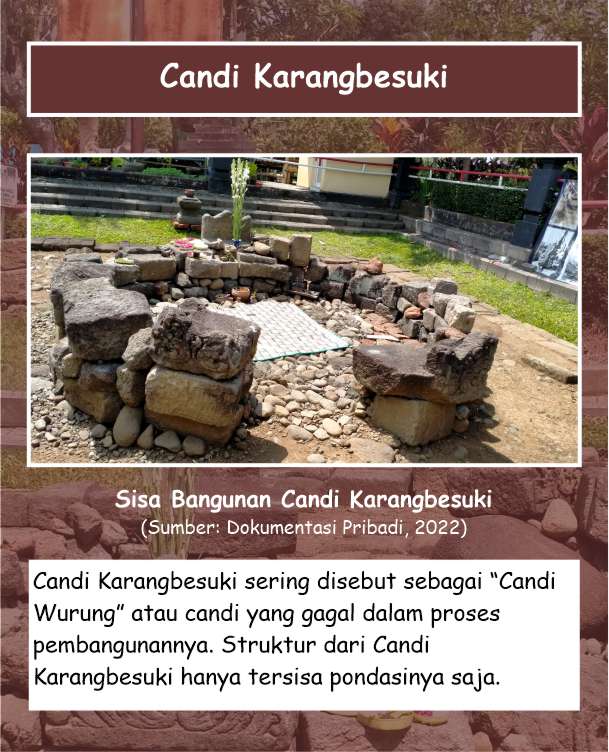 Candi Karangbesuki
Sisa Bangunan Candi Karangbesuki
(Sumber: Dokumentasi Pribadi, 2022)
Candi Karangbesuki sering disebut sebagai “Candi
Wurung” atau candi yang gagal dalam proses
pembangunannya. Struktur dari Candi
Karangbesuki hanya tersisa pondasinya saja.